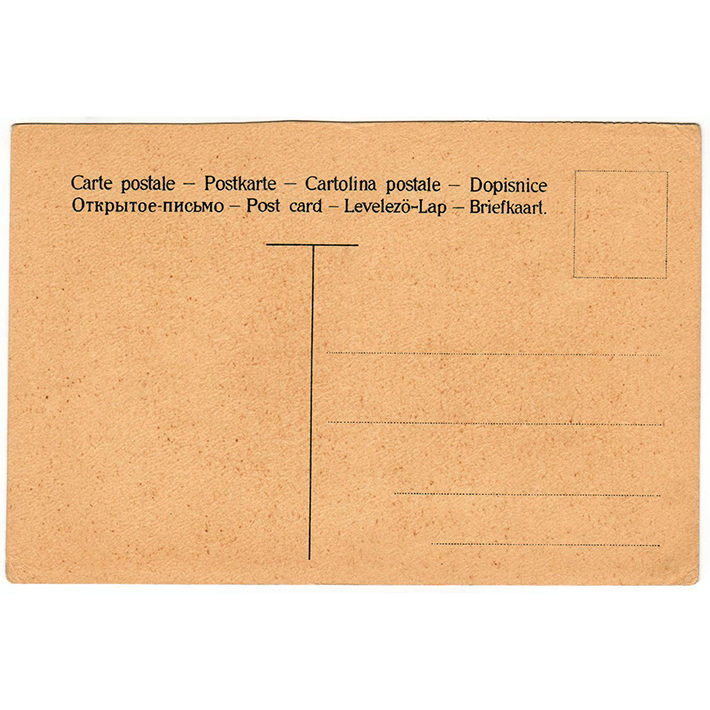 Carte postale – Postkarte – Cartolina postale – Dopisnice
Открытое-письмо – Post card – Levelezö-Lap – Briefkaart.